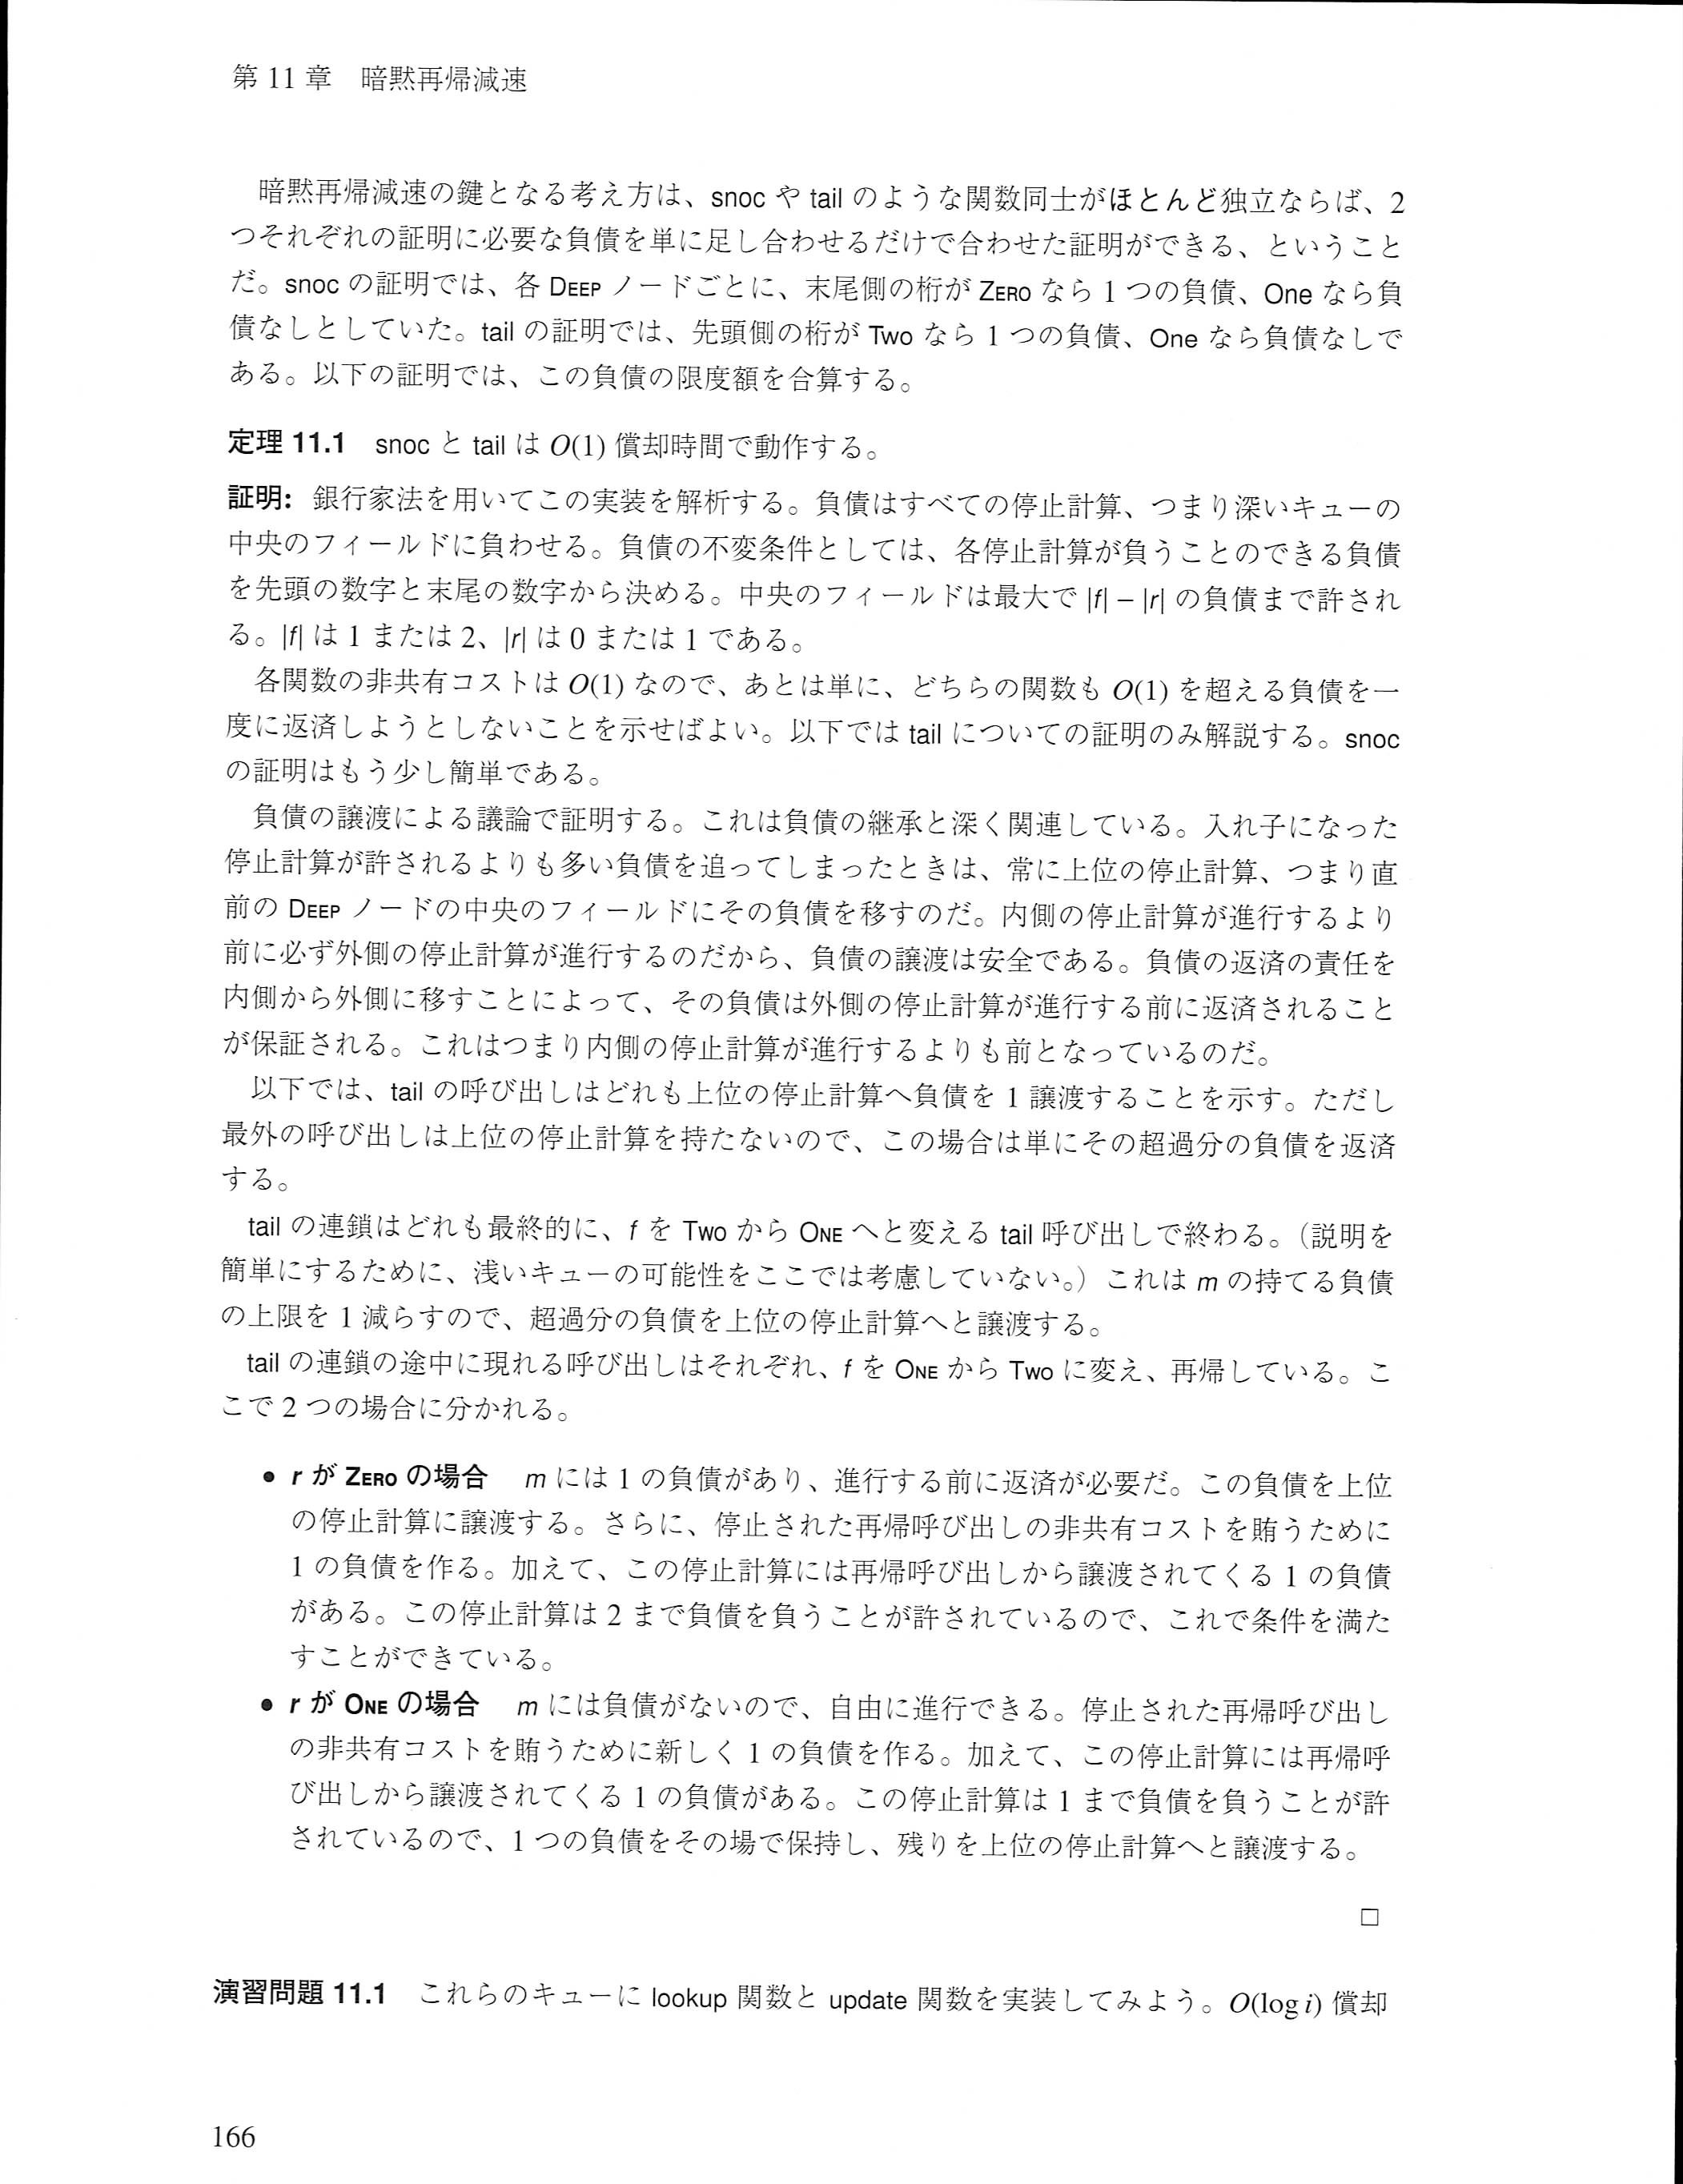 第 11 章　暗黙再帰減速
暗黙再帰減速の鍵となる考え方は、snoc や tail のような関数同士がほとんど独立ならば、2
つそれぞれの証明に必要な負債を単に足し合わせるだけで合わせた証明ができる、ということ
だ。snoc の証明では、各 DEEP ノードごとに、末尾側の桁が ZERO なら 1 つの負債、One なら負
債なしとしていた。tail の証明では、先頭側の桁が Two なら 1 つの負債、One なら負債なしで
ある。以下の証明では、この負債の限度額を合算する。
定理 11.1　snoc と tail は O(1) 償却時間で動作する。
証明: 銀行家法を用いてこの実装を解析する。負債はすべての停止計算、つまり深いキューの
中央のフィールドに負わせる。負債の不変条件としては、各停止計算が負うことのできる負債
を先頭の数字と末尾の数字から決める。中央のフィールドは最大で |f| − |r| の負債まで許され
る。|f| は 1 または 2、|r| は 0 または 1 である。
各関数の非共有コストは O(1) なので、あとは単に、どちらの関数も O(1) を超える負債を一
度に返済しようとしないことを示せばよい。以下では tail についての証明のみ解説する。snoc
の証明はもう少し簡単である。
負債の譲渡による議論で証明する。これは負債の継承と深く関連している。入れ子になった
停止計算が許されるよりも多い負債を追ってしまったときは、常に上位の停止計算、つまり直
前の DEEP ノードの中央のフィールドにその負債を移すのだ。内側の停止計算が進行するより
前に必ず外側の停止計算が進行するのだから、負債の譲渡は安全である。負債の返済の責任を
内側から外側に移すことによって、その負債は外側の停止計算が進行する前に返済されること
が保証される。これはつまり内側の停止計算が進行するよりも前となっているのだ。
以下では、tail の呼び出しはどれも上位の停止計算へ負債を 1 譲渡することを示す。ただし
最外の呼び出しは上位の停止計算を持たないので、この場合は単にその超過分の負債を返済
する。
tail の連鎖はどれも最終的に、f を Two から ONE へと変える tail 呼び出しで終わる。（説明を
簡単にするために、浅いキューの可能性をここでは考慮していない。）これは m の持てる負債
の上限を 1 減らすので、超過分の負債を上位の停止計算へと譲渡する。
tail の連鎖の途中に現れる呼び出しはそれぞれ、f を ONE から Two に変え、再帰している。こ
こで 2 つの場合に分かれる。
• r が ZERO の場合　m には 1 の負債があり、進行する前に返済が必要だ。この負債を上位
の停止計算に譲渡する。さらに、停止された再帰呼び出しの非共有コストを賄うために
1 の負債を作る。加えて、この停止計算には再帰呼び出しから譲渡されてくる 1 の負債
がある。この停止計算は 2 まで負債を負うことが許されているので、これで条件を満た
すことができている。
• r が ONE の場合　m には負債がないので、自由に進行できる。停止された再帰呼び出し
の非共有コストを賄うために新しく 1 の負債を作る。加えて、この停止計算には再帰呼
び出しから譲渡されてくる 1 の負債がある。この停止計算は 1 まで負債を負うことが許
されているので、1 つの負債をその場で保持し、残りを上位の停止計算へと譲渡する。
□
演習問題 11.1　これらのキューに lookup 関数と update 関数を実装してみよう。O(log i) 償却
166